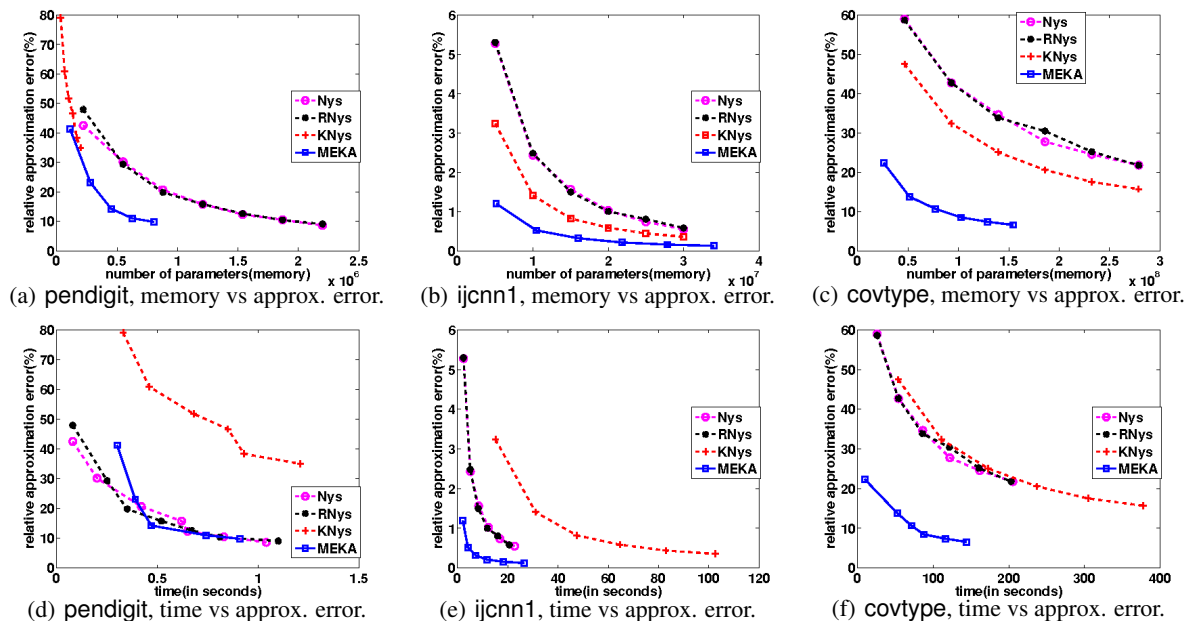 80
70
60
50
40
30
20
10
0
relative approximation error(%)
0
0.5
1
1.5
2
2.5
x 10^6
number of parameters(memory)
Nys
RNys
KNys
MEKA
(a) pendigit, memory vs approx. error.
6
5
4
3
2
1
0
relative approximation error(%)
0
1
2
3
4
x 10^7
number of parameters(memory)
Nys
RNys
KNys
MEKA
(b) ijcnn1, memory vs approx. error.
60
50
40
30
20
10
0
relative approximation error(%)
0
0.5
1
1.5
2
2.5
3
x 10^8
number of parameters(memory)
Nys
RNys
KNys
MEKA
(c) covtype, memory vs approx. error.
80
70
60
50
40
30
20
10
0
relative approximation error(%)
0
0.5
1
1.5
time(in seconds)
Nys
RNys
KNys
MEKA
(d) pendigit, time vs approx. error.
6
5
4
3
2
1
0
relative approximation error(%)
0
20
40
60
80
100
120
time(in seconds)
Nys
RNys
KNys
MEKA
(e) ijcnn1, time vs approx. error.
60
50
40
30
20
10
0
relative approximation error(%)
0
100
200
300
400
time(in seconds)
Nys
RNys
KNys
MEKA
(f) covtype, time vs approx. error.